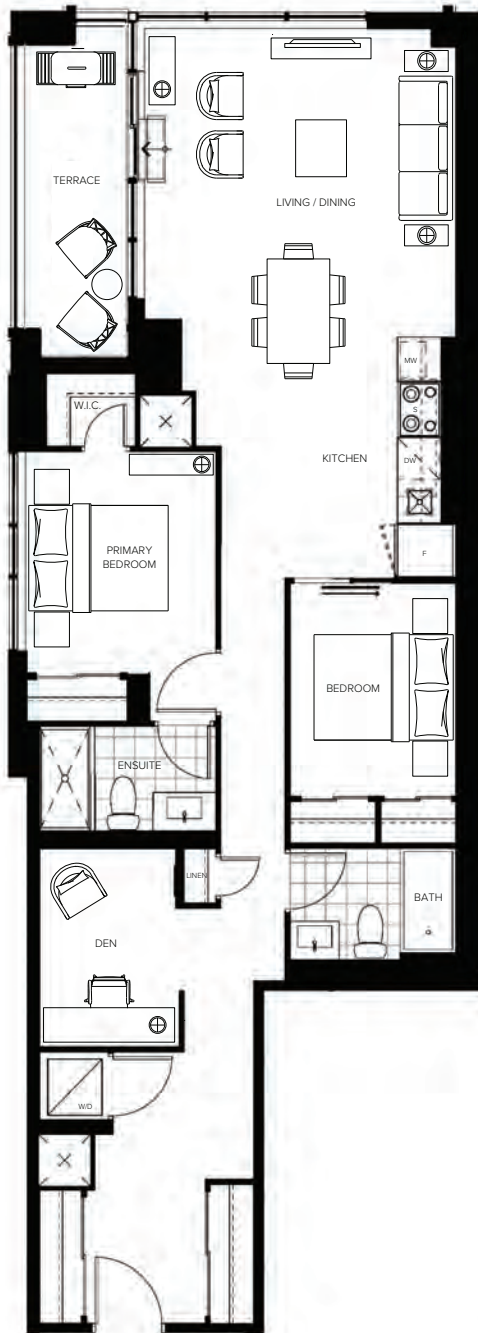 TERRACE
LIVING / DINING
MW
W.I.C.
S
KITCHEN
DW
PRIMARY
BEDROOM
F
BEDROOM
ENSUITE
LINEN
BATH
DEN
W/D